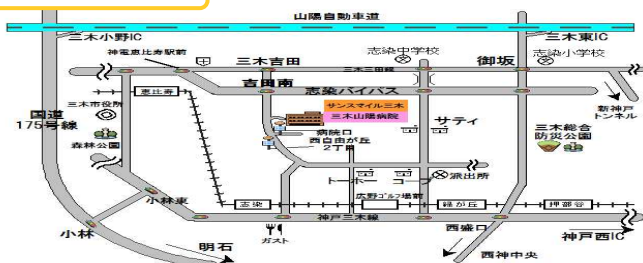 山陽自動車道
三木小野IC
三木東IC
神電恵比寿駅前
三木吉田
志染中学校
御坂
志染小学校
三木三田線
吉田南
志染バイパス
恵比寿
三木市役所
サンスマイル三木
三木山陽病院
新神戸
トンネル
国道
175号線
病院口
サティ
三木総合
防災公園
西自由が丘
2丁目
森林公園
トーホー
コープ
派出所
小林東
志染
広野ゴルフ場前
緑が丘
押部谷
神戸三木線
小林
ガスト
西盛口
神戸西IC
明石
西神中央